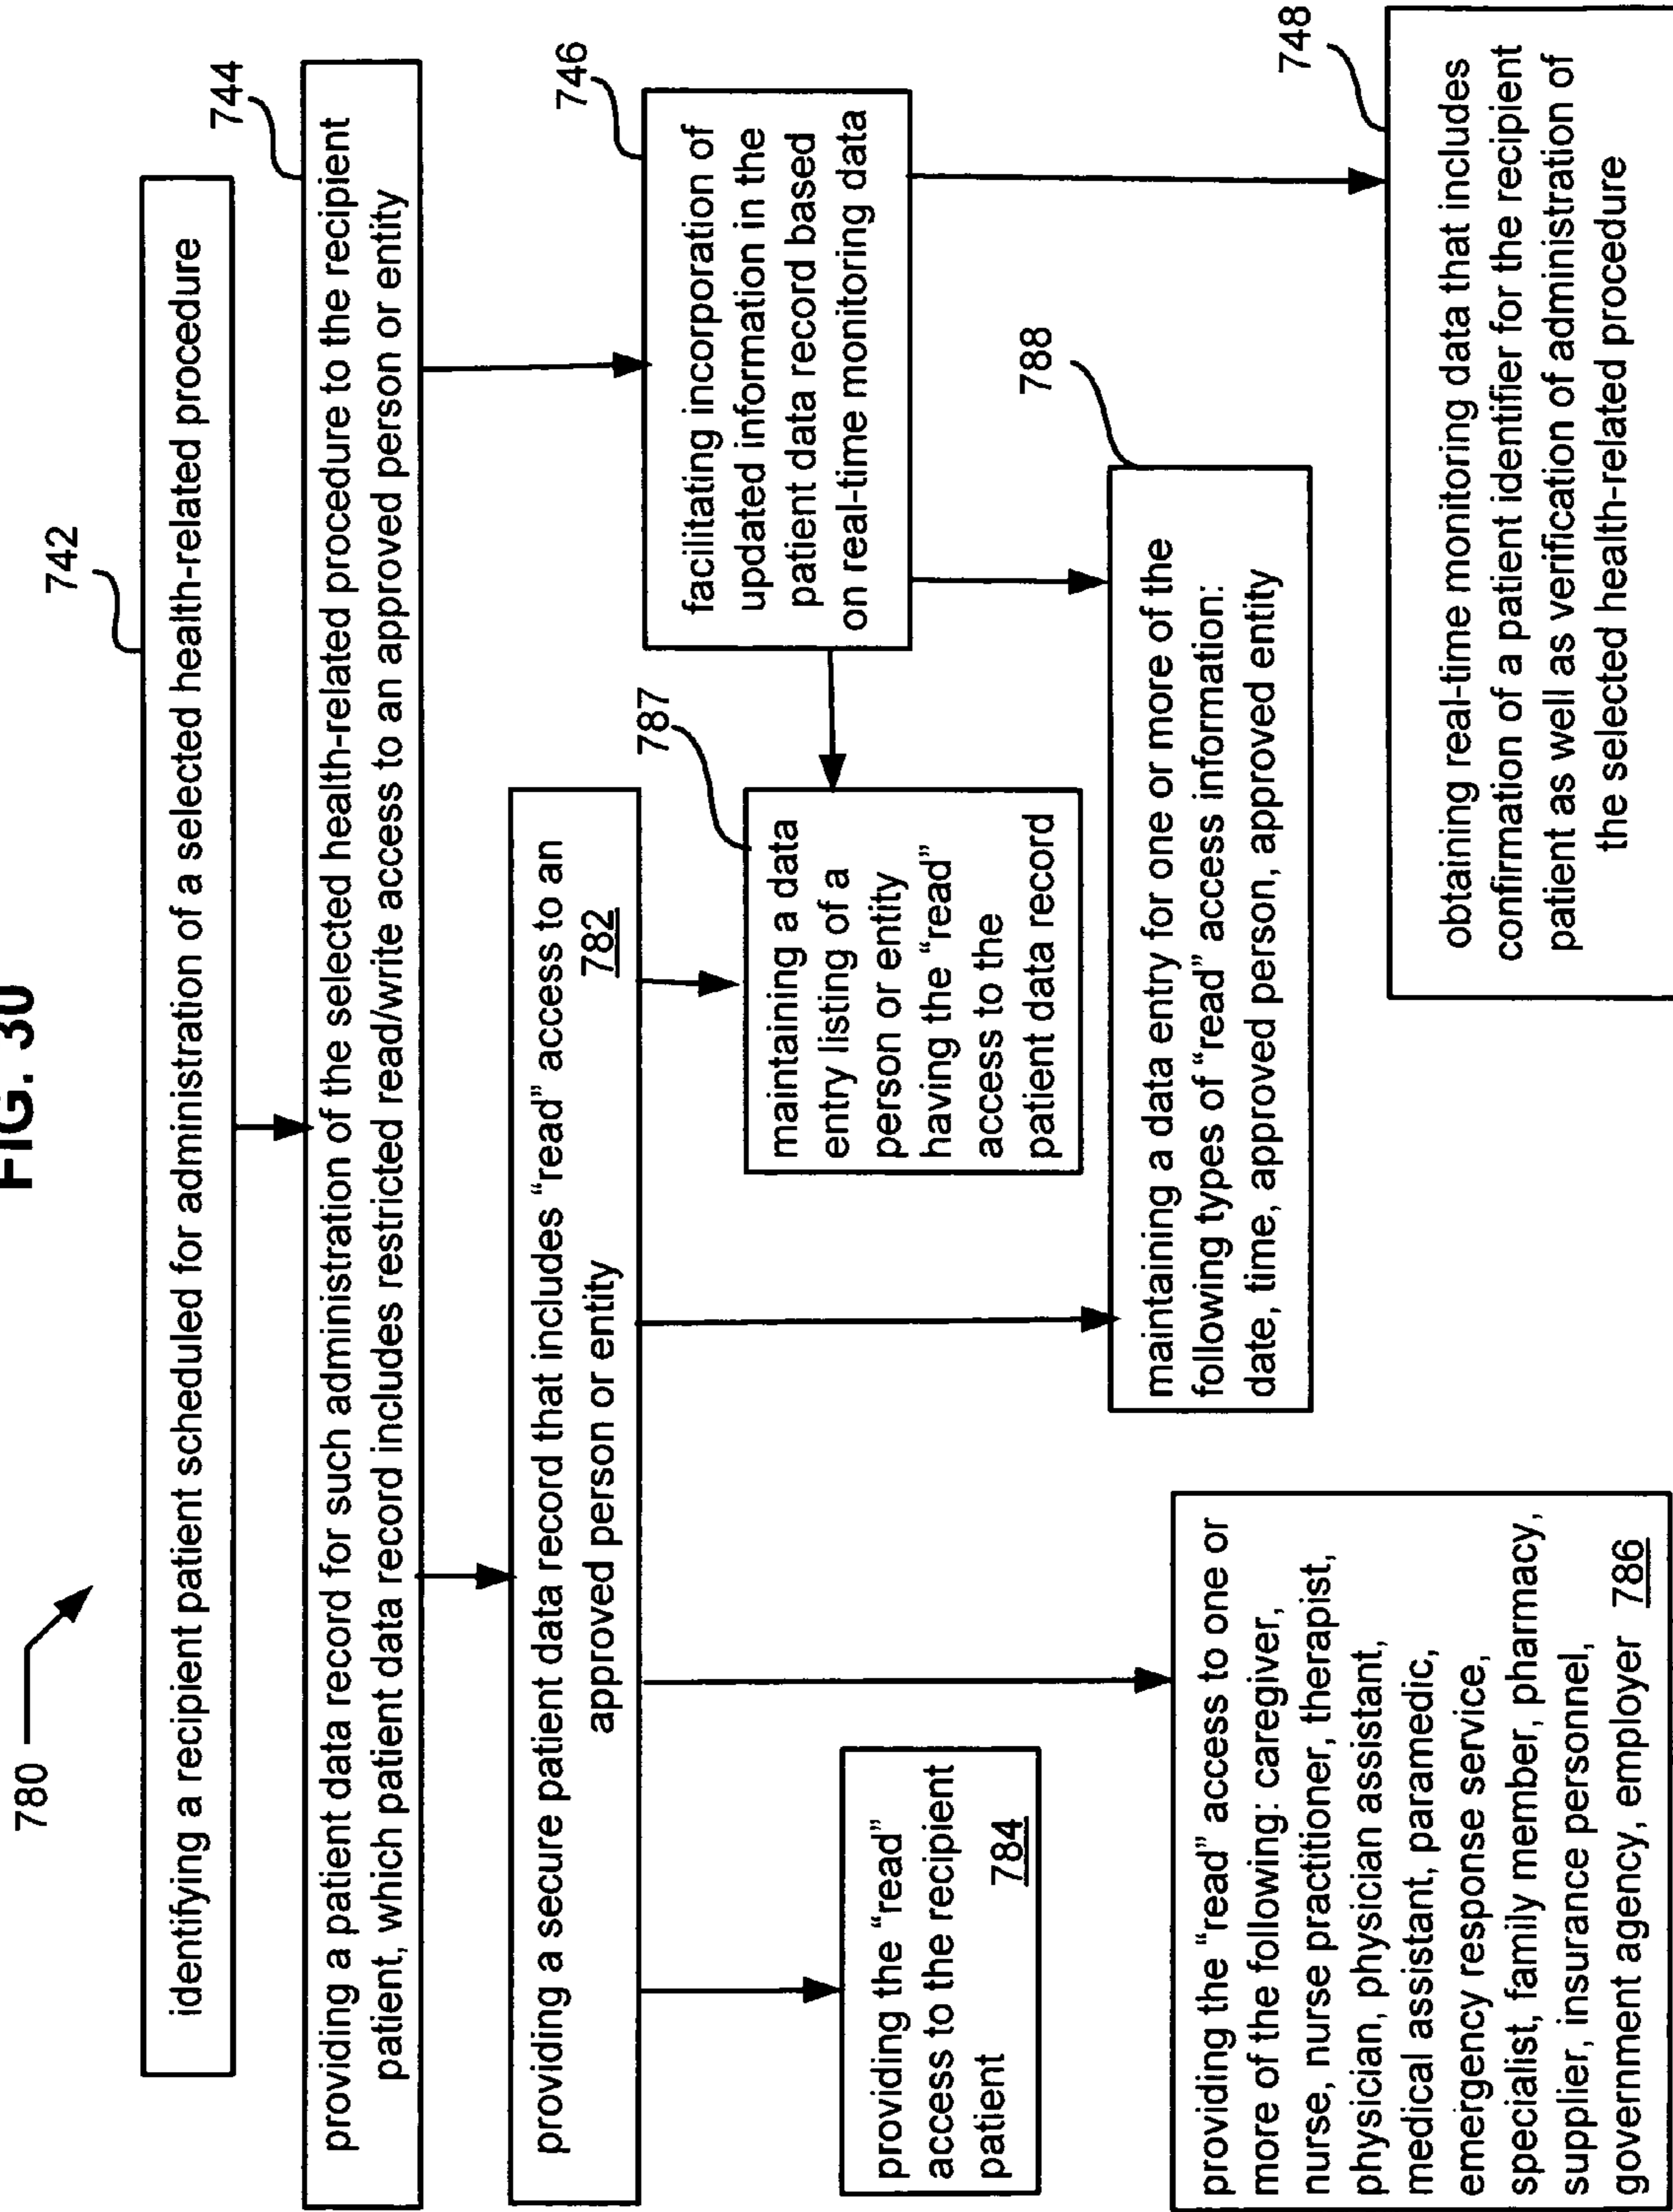 FIG. 30
780
742
identifying a recipient patient scheduled for administration of a selected health-related procedure
744
providing a patient data record for such administration of the selected health-related procedure to the recipient
patient, which patient data record includes restricted read/write access to an approved person or entity
providing a secure patient data record that includes “read” access to an
approved person or entity
782
746
facilitating incorporation of
updated information in the
patient data record based
on real-time monitoring data
providing the “read”
access to the recipient
patient
784
787
maintaining a data
entry listing of a
person or entity
having the “read”
access to the
patient data record
788
maintaining a data entry for one or more of the
following types of “read” access information:
date, time, approved person, approved entity
providing the “read” access to one or
more of the following: caregiver,
nurse, nurse practitioner, therapist,
physician, physician assistant,
medical assistant, paramedic,
emergency response service,
specialist, family member, pharmacy,
supplier, insurance personnel,
government agency, employer 786
748
obtaining real-time monitoring data that includes
confirmation of a patient identifier for the recipient
patient as well as verification of administration of
the selected health-related procedure